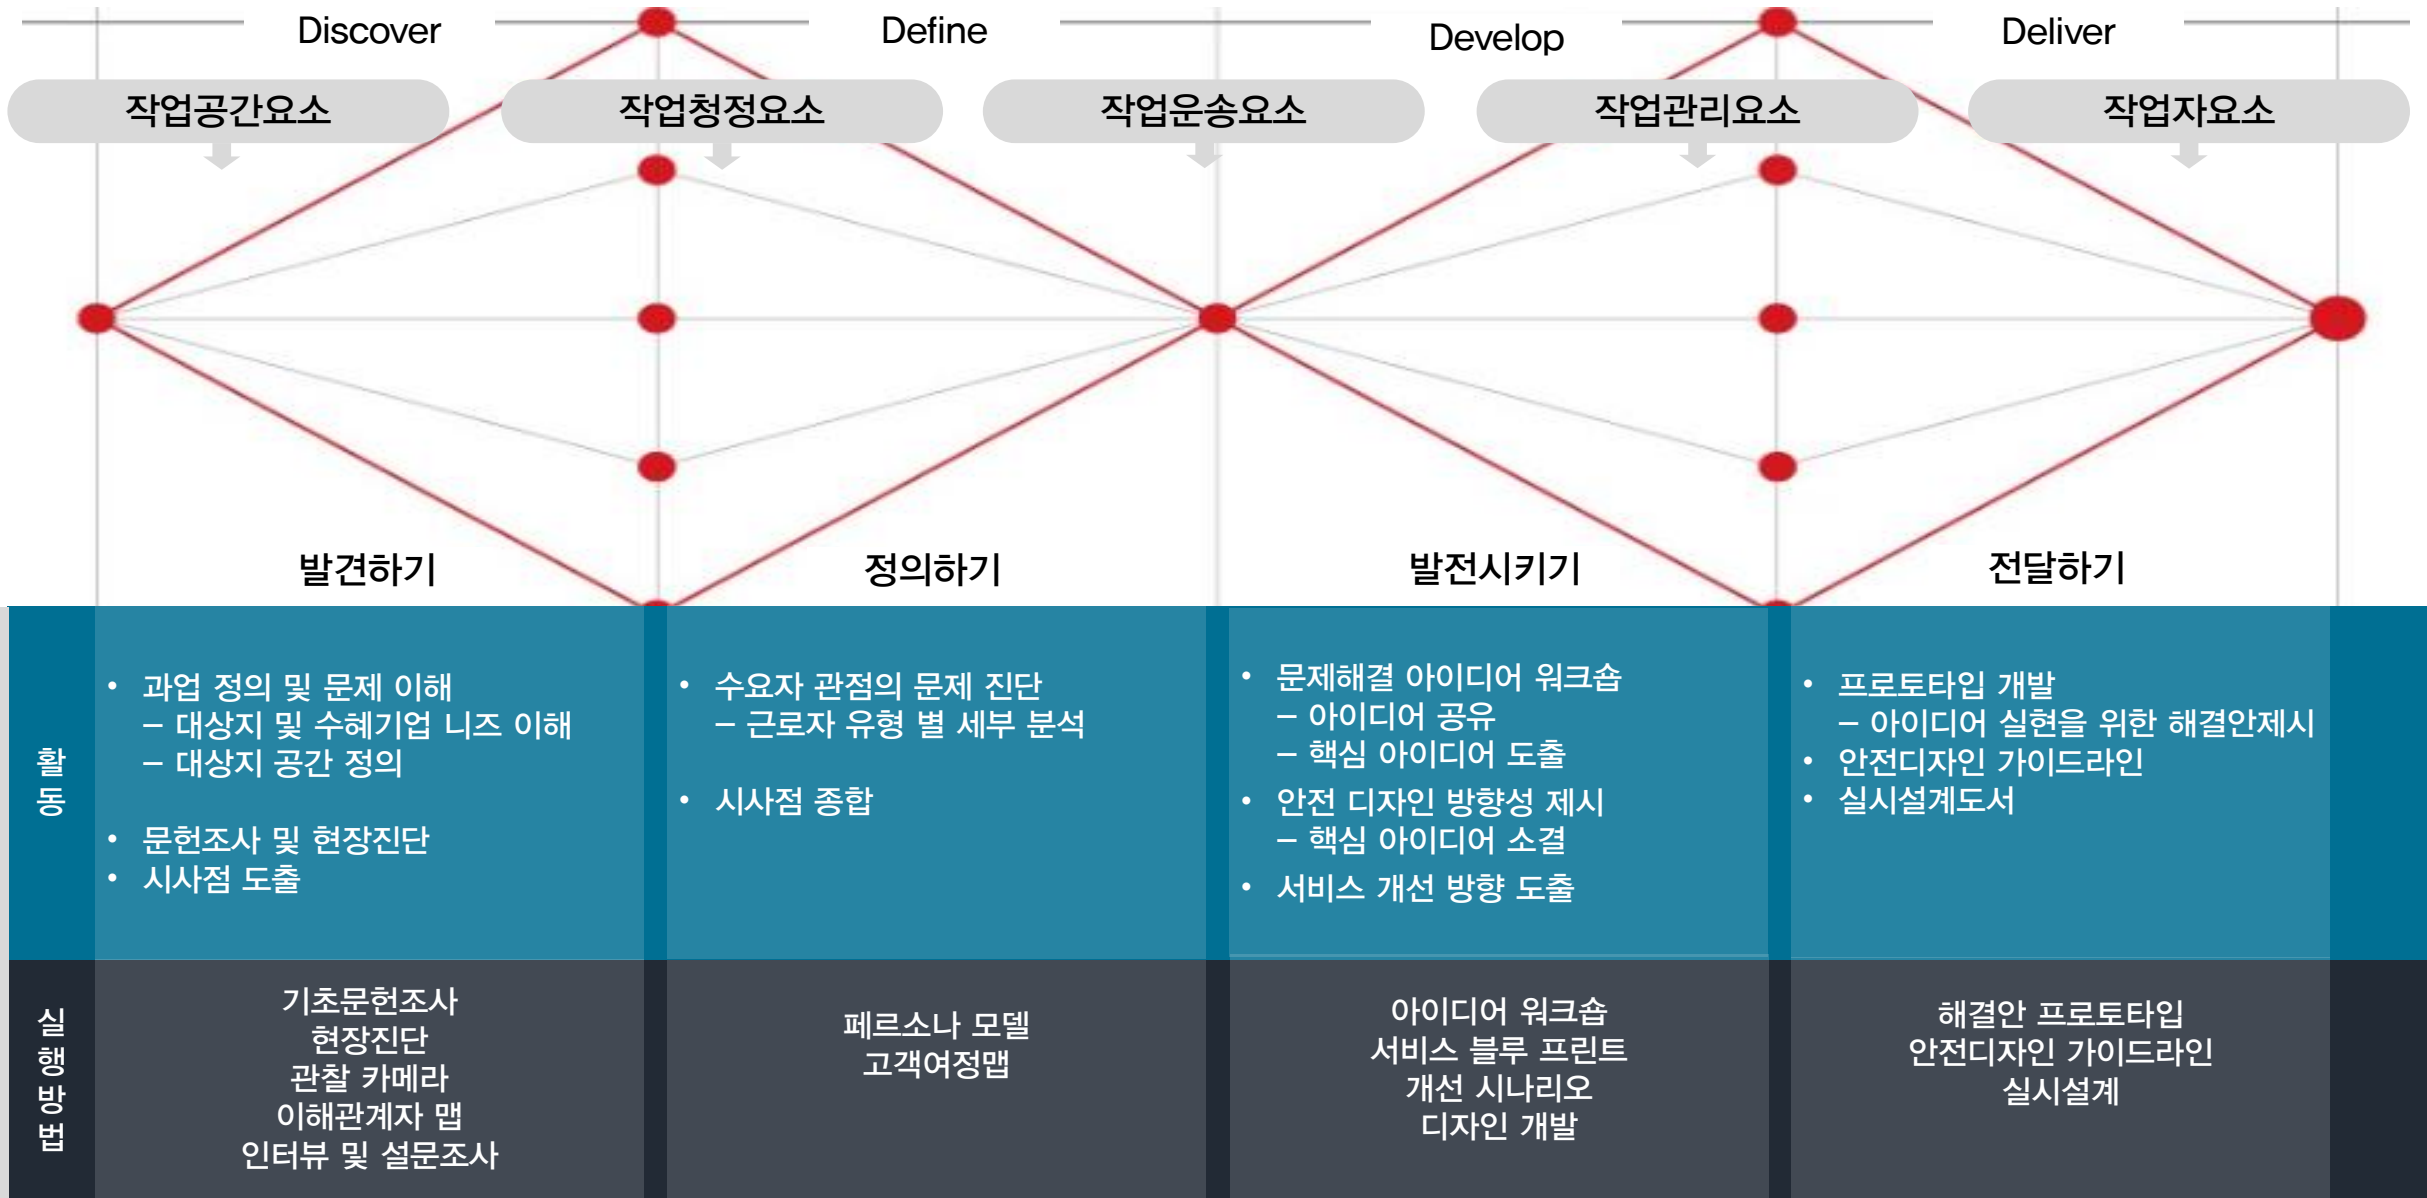 Discover
Define
Develop
Deliver
작업공간요소
작업청정요소
작업운송요소
작업관리요소
작업자요소
발견하기
정의하기
발전시키기
전달하기
활동
• 과업 정의 및 문제 이해
– 대상지 및 수혜기업 니즈 이해
– 대상지 공간 정의
• 문헌조사 및 현장진단
• 시사점 도출
• 수요자 관점의 문제 진단
– 근로자 유형 별 세부 분석
• 시사점 종합
• 문제해결 아이디어 워크숍
– 아이디어 공유
– 핵심 아이디어 도출
• 안전 디자인 방향성 제시
– 핵심 아이디어 소결
• 서비스 개선 방향 도출
• 프로토타입 개발
– 아이디어 실현을 위한 해결안제시
• 안전디자인 가이드라인
• 실시설계도서
실행방법
기초문헌조사
현장진단
관찰 카메라
이해관계자 맵
인터뷰 및 설문조사
페르소나 모델
고객여정맵
아이디어 워크숍
서비스 블루 프린트
개선 시나리오
디자인 개발
해결안 프로토타입
안전디자인 가이드라인
실시설계